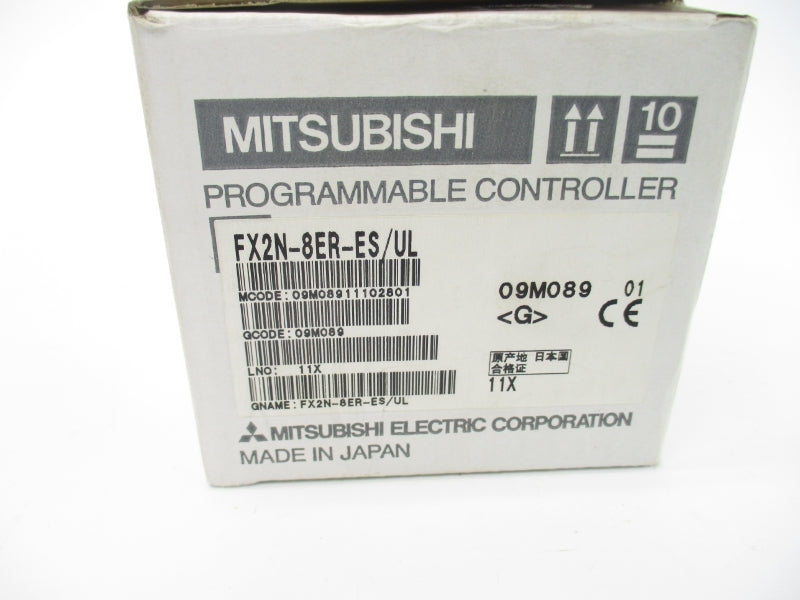 MITSUBISHI
10
PROGRAMMABLE CONTROLLER
FX2N-8ER-ES/UL
MCODE:09M08911102801
09M089 01
<G> CE
QCODE:09M089
LNO: 11X
原产地 日本国
合格证
11X
GNAME:FX2N-8ER-ES/UL
MITSUBISHI ELECTRIC CORPORATION
MADE IN JAPAN